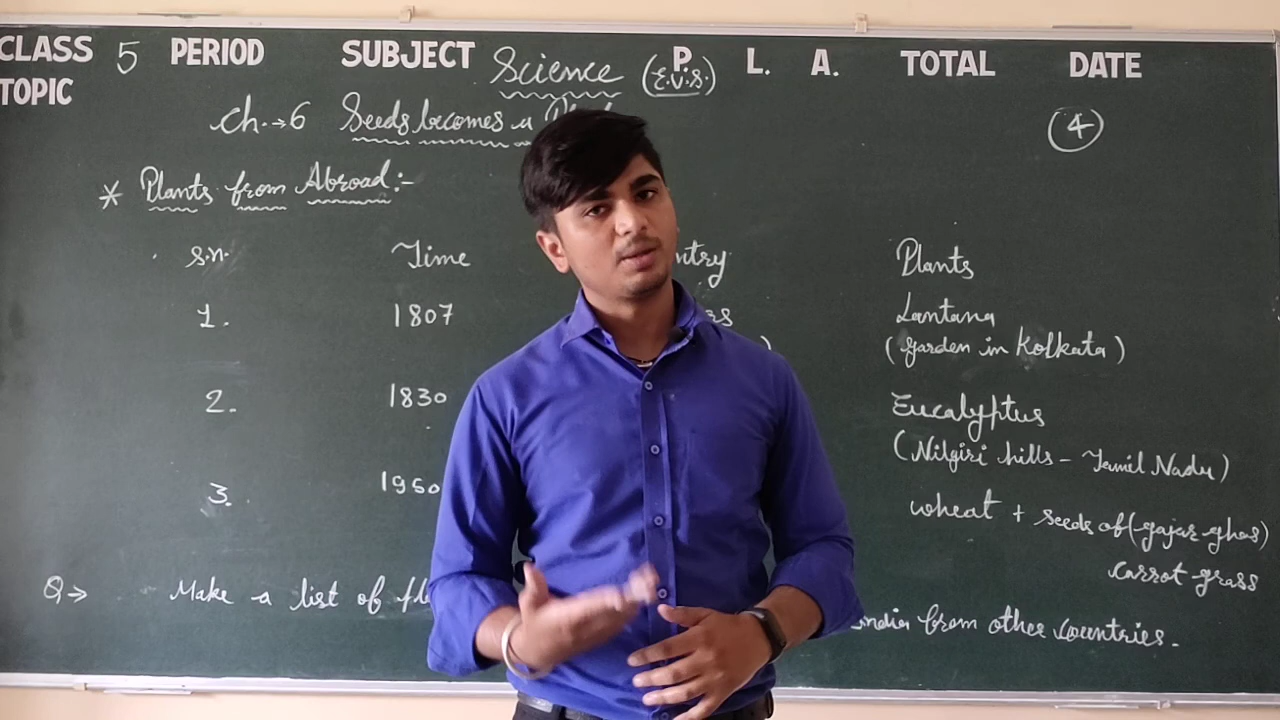 CLASS 5 PERIOD SUBJECT Science P. L. A. TOTAL DATE
(E.V.S.)
TOPIC
Ch.→6 Seeds becomes a
(4)
* Plants from Abroad:-
S.n. Time Plants
1. 1807 Lantana
(garden in Kolkata)
2. 1830 Eucalyptus
(Nilgiri hills - Tamil Nadu)
3. 1950 wheat + seeds of (gajar ghas)
carrot grass
Q→ Make a list of India from other countries.